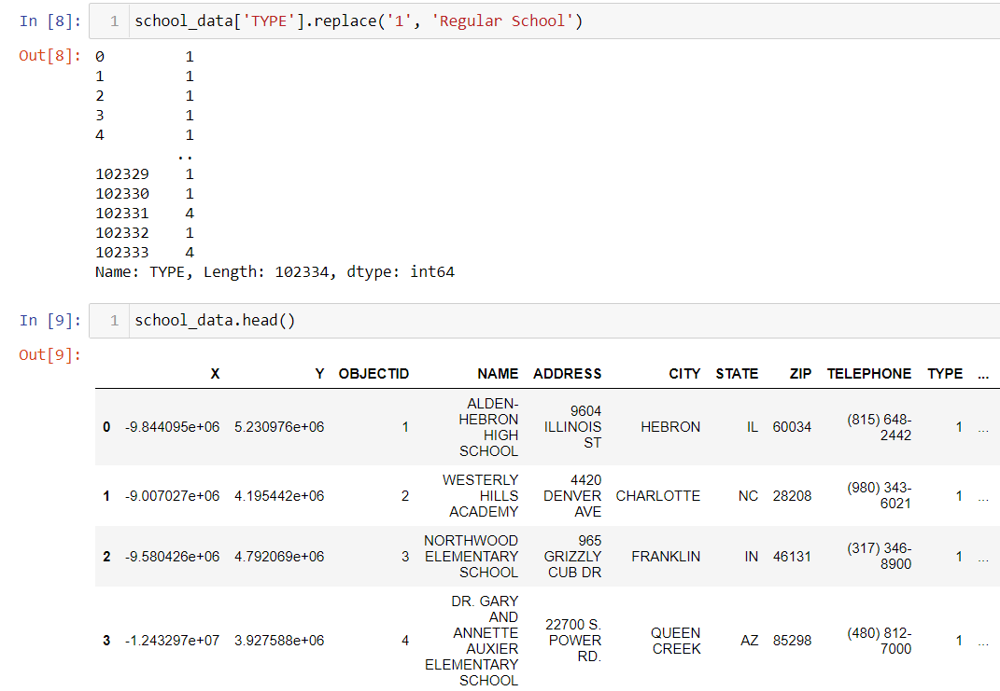 In [8]: 1 school_data['TYPE'].replace('1', 'Regular School')
Out[8]: 0 1
1 1
2 1
3 1
4 1
..
102329 1
102330 1
102331 4
102332 1
102333 4
Name: TYPE, Length: 102334, dtype: int64
In [9]: 1 school_data.head()
Out[9]:
X Y OBJECTID NAME ADDRESS CITY STATE ZIP TELEPHONE TYPE ...
ALDEN-
HEBRON
HIGH
SCHOOL
9604
ILLINOIS
ST
0 -9.844095e+06 5.230976e+06 1 HEBRON IL 60034 (815) 648-
2442
1 ...
WESTERLY
HILLS
ACADEMY
4420
DENVER
AVE
1 -9.007027e+06 4.195442e+06 2 CHARLOTTE NC 28208 (980) 343-
6021
1 ...
NORTHWOOD
ELEMENTARY
SCHOOL
965
GRIZZLY
CUB DR
2 -9.580426e+06 4.792069e+06 3 FRANKLIN IN 46131 (317) 346-
8900
1 ...
DR. GARY
AND
ANNETTE
AUXIER
ELEMENTARY
SCHOOL
22700 S.
POWER
RD.
3 -1.243297e+07 3.927588e+06 4 QUEEN
CREEK
AZ 85298 (480) 812-
7000
1 ...